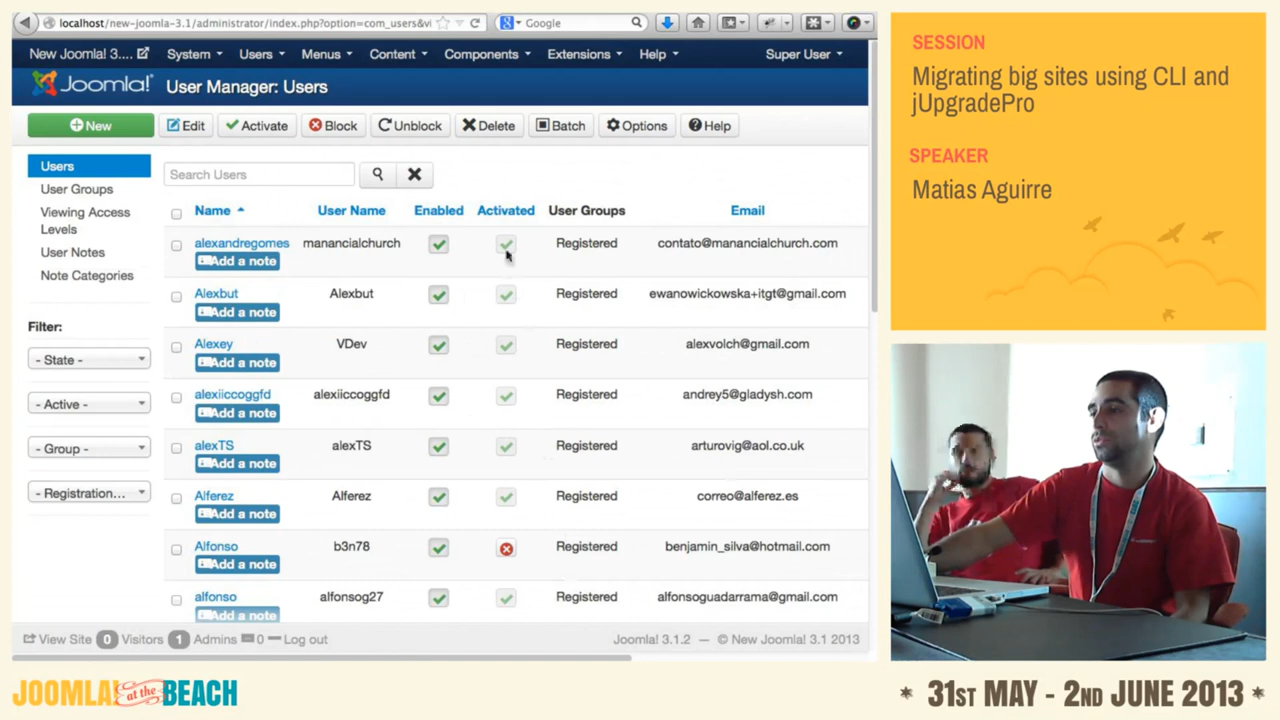 localhost/new-joomla-3.1/administrator/index.php?option=com_users&vi
Google
New Joomla! 3.... System Users Menus Content Components Extensions Help Super User
Joomla! User Manager: Users
New Edit Activate Block Unblock Delete Batch Options Help
Users
User Groups
Viewing Access
Levels
User Notes
Note Categories
Filter:
- State -
- Active -
- Group -
- Registration...
Search Users
Name User Name Enabled Activated User Groups Email
alexandregomes manancialchurch Registered contato@manancialchurch.com
Add a note
Alexbut Alexbut Registered ewanowickowska+itgt@gmail.com
Add a note
Alexey VDev Registered alexvolch@gmail.com
Add a note
alexiiccoggfd alexiiccoggfd Registered andrey5@gladysh.com
Add a note
alexTS alexTS Registered arturovig@aol.co.uk
Add a note
Alferez Alferez Registered correo@alferez.es
Add a note
Alfonso b3n78 Registered benjamin_silva@hotmail.com
Add a note
alfonso alfonsog27 Registered alfonsoguadarrama@gmail.com
Add a note
View Site 0 Visitors 1 Admins 0 Log out Joomla! 3.1.2 — © New Joomla! 3.1 2013
SESSION
Migrating big sites using CLI and
jUpgradePro
SPEAKER
Matias Aguirre
JOOMLA! at the BEACH
* 31ST MAY - 2ND JUNE 2013 *